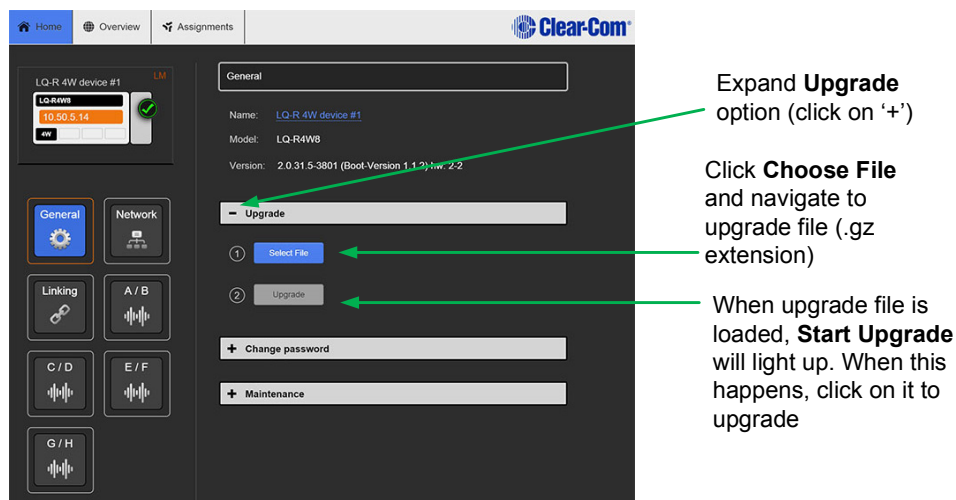 Home
Overview
Assignments
Clear-Com®
LQ-R 4W device #1
LM
LQ-R4W8
10.50.5.14
4W
General
Network
Linking
A / B
C / D
E / F
G / H
General
Name: LQ-R 4W device #1
Model: LQ-R4W8
Version: 2.0.31.5-3801 (Boot-Version 1.1.2) hw: 2-2
− Upgrade
1 Select File
2 Upgrade
+ Change password
+ Maintenance
Expand Upgrade
option (click on ‘+’)
Click Choose File
and navigate to
upgrade file (.gz
extension)
When upgrade file is
loaded, Start Upgrade
will light up. When this
happens, click on it to
upgrade